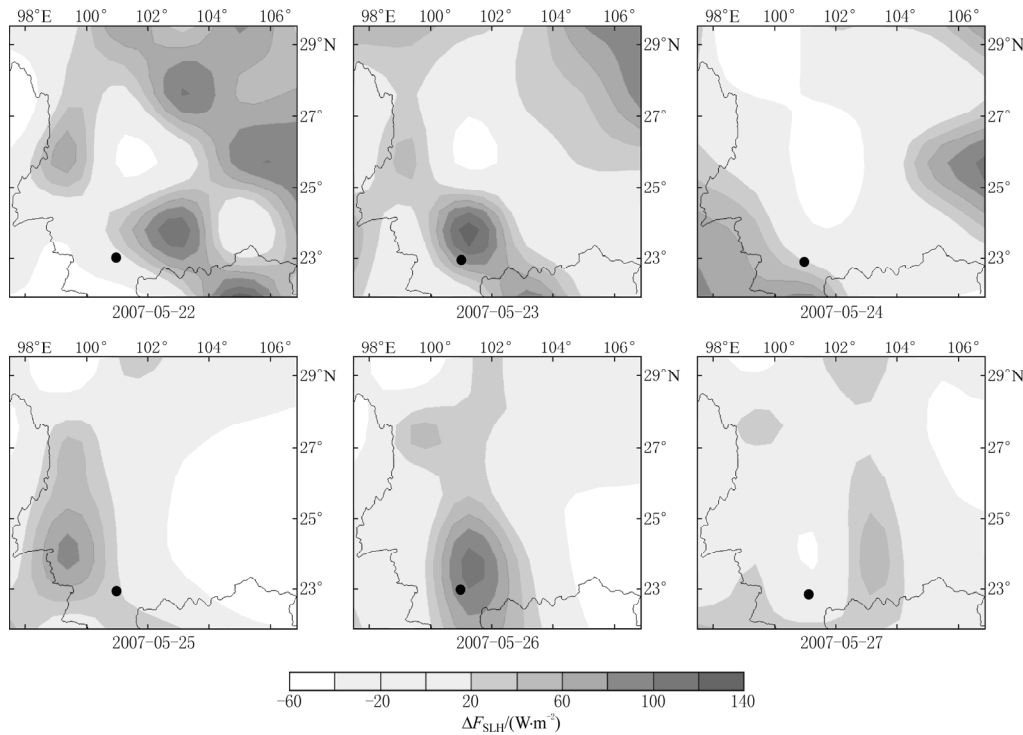 98°E 100° 102° 104° 106° 98°E 100° 102° 104° 106° 98°E 100° 102° 104° 106°
29°N 29°N 29°N
27° 27° 27°
25° 25° 25°
23° 23° 23°
2007-05-22 2007-05-23 2007-05-24
98°E 100° 102° 104° 106° 98°E 100° 102° 104° 106° 98°E 100° 102° 104° 106°
29°N 29°N 29°N
27° 27° 27°
25° 25° 25°
23° 23° 23°
2007-05-25 2007-05-26 2007-05-27
−60 −20 20 60 100 140
ΔF_SLH/(W·m⁻²)